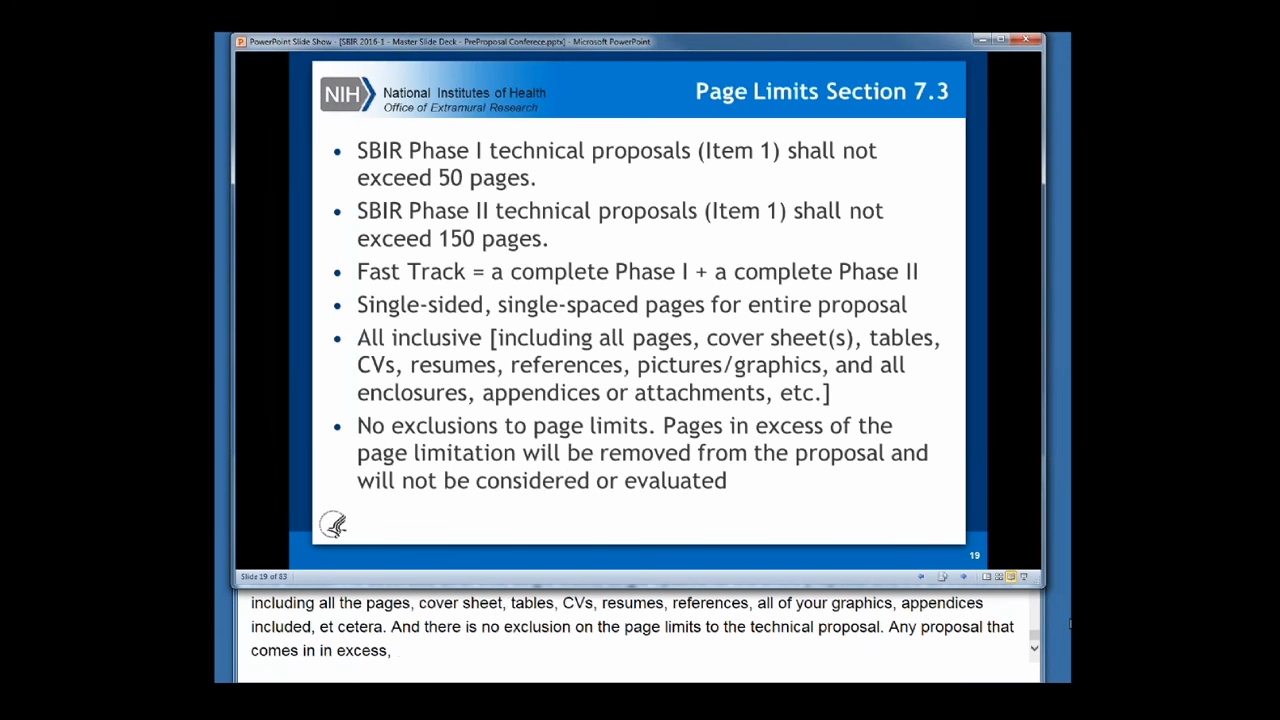 PowerPoint Slide Show - [SBIR 2016-1 - Master Slide Deck - PreProposal Conferece.pptx] - Microsoft PowerPoint
NIH
National Institutes of Health
Office of Extramural Research
Page Limits Section 7.3
• SBIR Phase I technical proposals (Item 1) shall not
exceed 50 pages.
• SBIR Phase II technical proposals (Item 1) shall not
exceed 150 pages.
• Fast Track = a complete Phase I + a complete Phase II
• Single-sided, single-spaced pages for entire proposal
• All inclusive [including all pages, cover sheet(s), tables,
CVs, resumes, references, pictures/graphics, and all
enclosures, appendices or attachments, etc.]
• No exclusions to page limits. Pages in excess of the
page limitation will be removed from the proposal and
will not be considered or evaluated
19
Slide 19 of 83
including all the pages, cover sheet, tables, CVs, resumes, references, all of your graphics, appendices
included, et cetera. And there is no exclusion on the page limits to the technical proposal. Any proposal that
comes in in excess,